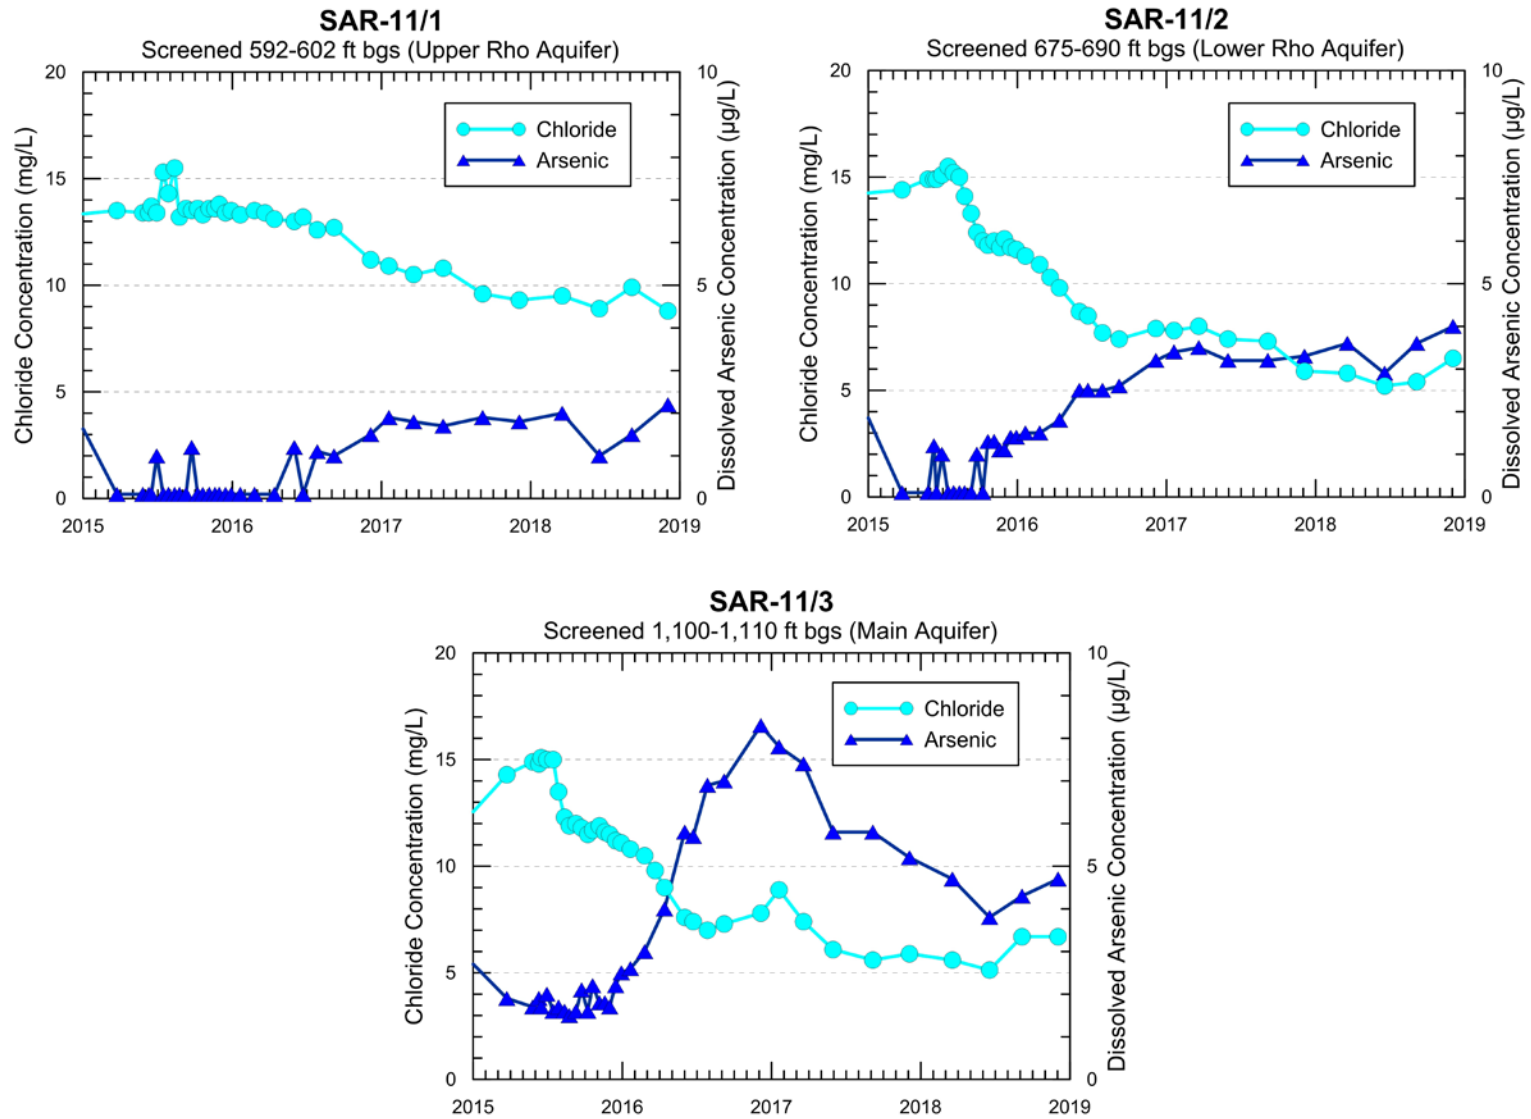 SAR-11/1
Screened 592-602 ft bgs (Upper Rho Aquifer)
20
15
10
5
0
Chloride Concentration (mg/L)
Chloride
Arsenic
10
5
0
Dissolved Arsenic Concentration (µg/L)
2015 2016 2017 2018 2019
SAR-11/2
Screened 675-690 ft bgs (Lower Rho Aquifer)
20
15
10
5
0
Chloride Concentration (mg/L)
Chloride
Arsenic
10
5
0
Dissolved Arsenic Concentration (µg/L)
2015 2016 2017 2018 2019
SAR-11/3
Screened 1,100-1,110 ft bgs (Main Aquifer)
20
15
10
5
0
Chloride Concentration (mg/L)
Chloride
Arsenic
10
5
0
Dissolved Arsenic Concentration (µg/L)
2015 2016 2017 2018 2019